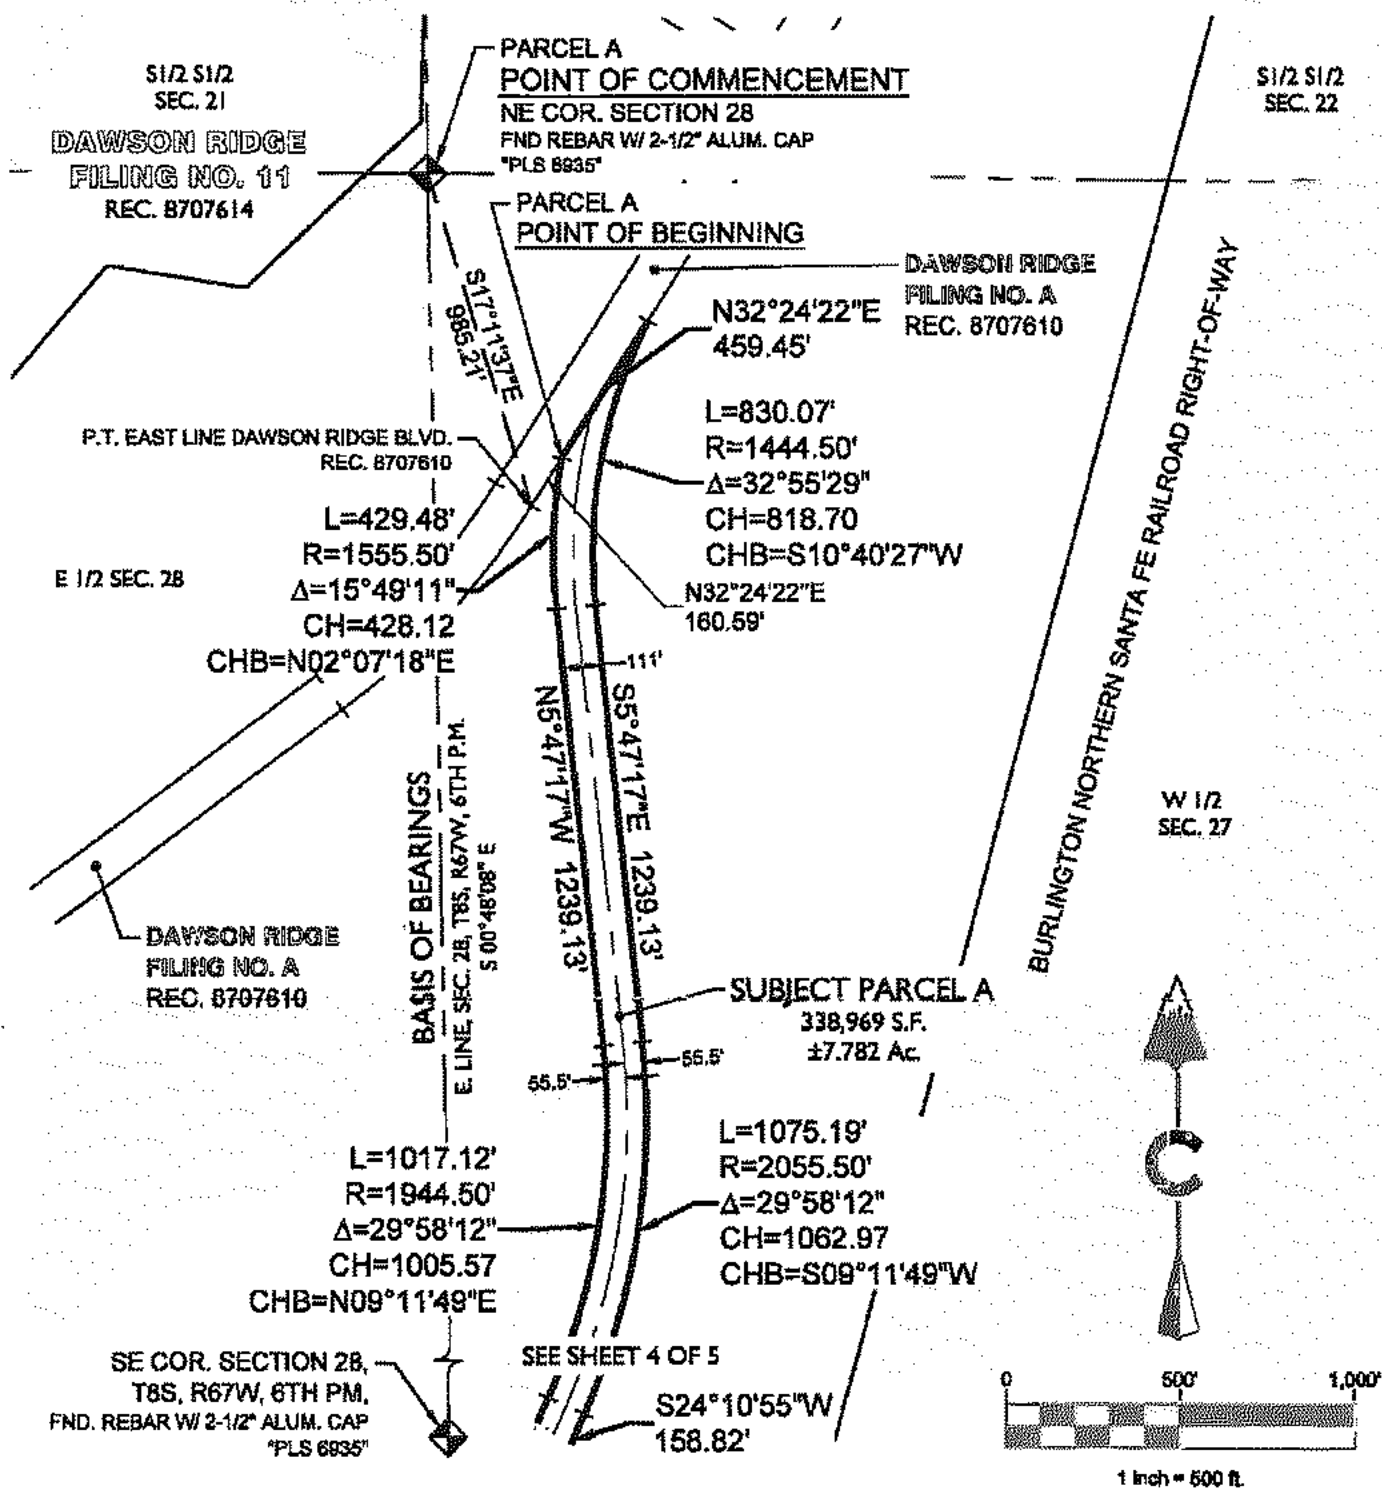 S1/2 S1/2
SEC. 21
DAWSON RIDGE
FILING NO. 11
REC. 8707614
PARCEL A
POINT OF COMMENCEMENT
NE COR. SECTION 28
FND REBAR W/ 2-1/2" ALUM. CAP
"PLS 6935"
S1/2 S1/2
SEC. 22
PARCEL A
POINT OF BEGINNING
DAWSON RIDGE
FILING NO. A
REC. 8707610
S17°11'37"E
985.21'
N32°24'22"E
459.45'
BURLINGTON NORTHERN SANTA FE RAILROAD RIGHT-OF-WAY
P.T. EAST LINE DAWSON RIDGE BLVD.
REC. 8707610
L=830.07'
R=1444.50'
Δ=32°55'29"
CH=818.70
CHB=S10°40'27"W
L=429.48'
R=1555.50'
Δ=15°49'11"
CH=428.12
CHB=N02°07'18"E
E 1/2 SEC. 28
N32°24'22"E
160.59'
111'
N5°47'17"W 1239.13'
S5°47'17"E 1239.13'
BASIS OF BEARINGS
E. LINE, SEC. 28, T8S, R67W, 6TH P.M.
S 00°48'08" E
W 1/2
SEC. 27
DAWSON RIDGE
FILING NO. A
REC. 8707610
SUBJECT PARCEL A
338,969 S.F.
±7.782 Ac.
55.5'
55.5'
L=1017.12'
R=1944.50'
Δ=29°58'12"
CH=1005.57
CHB=N09°11'49"E
L=1075.19'
R=2055.50'
Δ=29°58'12"
CH=1062.97
CHB=S09°11'49"W
C
SE COR. SECTION 28,
T8S, R67W, 6TH PM,
FND. REBAR W/ 2-1/2" ALUM. CAP
"PLS 6935"
SEE SHEET 4 OF 5
S24°10'55"W
158.82'
0 500' 1,000'
1 inch = 500 ft.